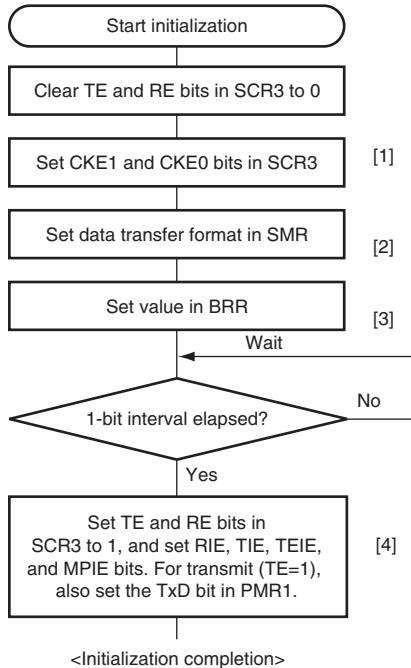 Start initialization
Clear TE and RE bits in SCR3 to 0
Set CKE1 and CKE0 bits in SCR3
[1]
Set data transfer format in SMR
[2]
Set value in BRR
[3]
Wait
1-bit interval elapsed?
No
Yes
Set TE and RE bits in
SCR3 to 1, and set RIE, TIE, TEIE,
and MPIE bits. For transmit (TE=1),
also set the TxD bit in PMR1.
[4]
<Initialization completion>